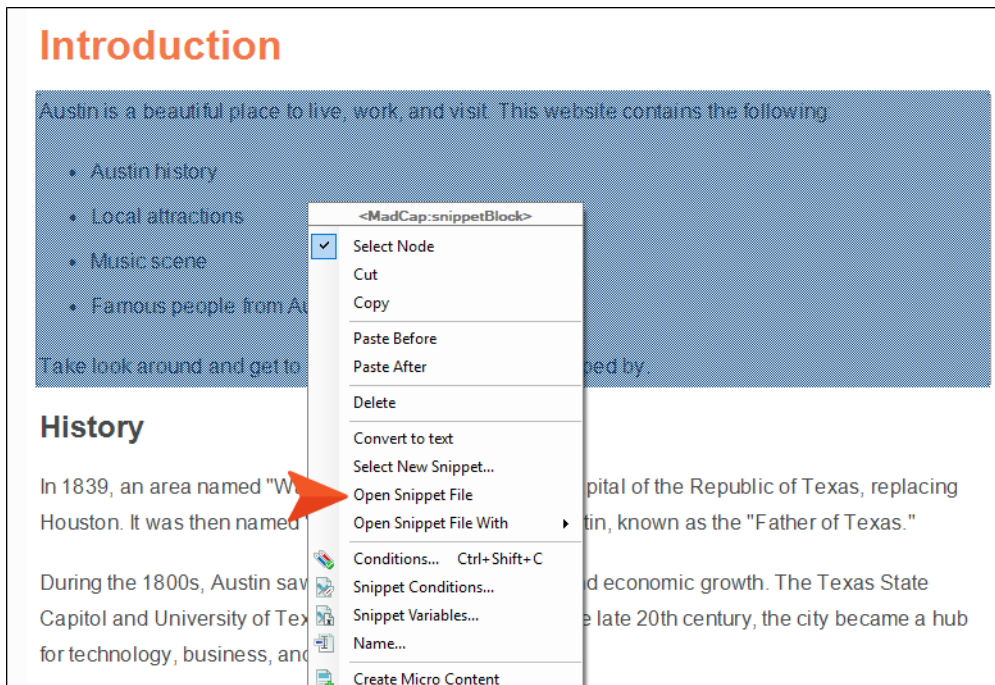 Introduction
Austin is a beautiful place to live, work, and visit. This website contains the following:
• Austin history
• Local attractions
• Music scene
• Famous people from Au
Take look around and get to
ped by.
<MadCap:snippetBlock>
Select Node
Cut
Copy
Paste Before
Paste After
Delete
Convert to text
Select New Snippet...
Open Snippet File
Open Snippet File With
Conditions... Ctrl+Shift+C
Snippet Conditions...
Snippet Variables...
Name...
Create Micro Content
History
In 1839, an area named "W pital of the Republic of Texas, replacing
Houston. It was then named tin, known as the "Father of Texas."
During the 1800s, Austin saw d economic growth. The Texas State
Capitol and University of Tex e late 20th century, the city became a hub
for technology, business, and